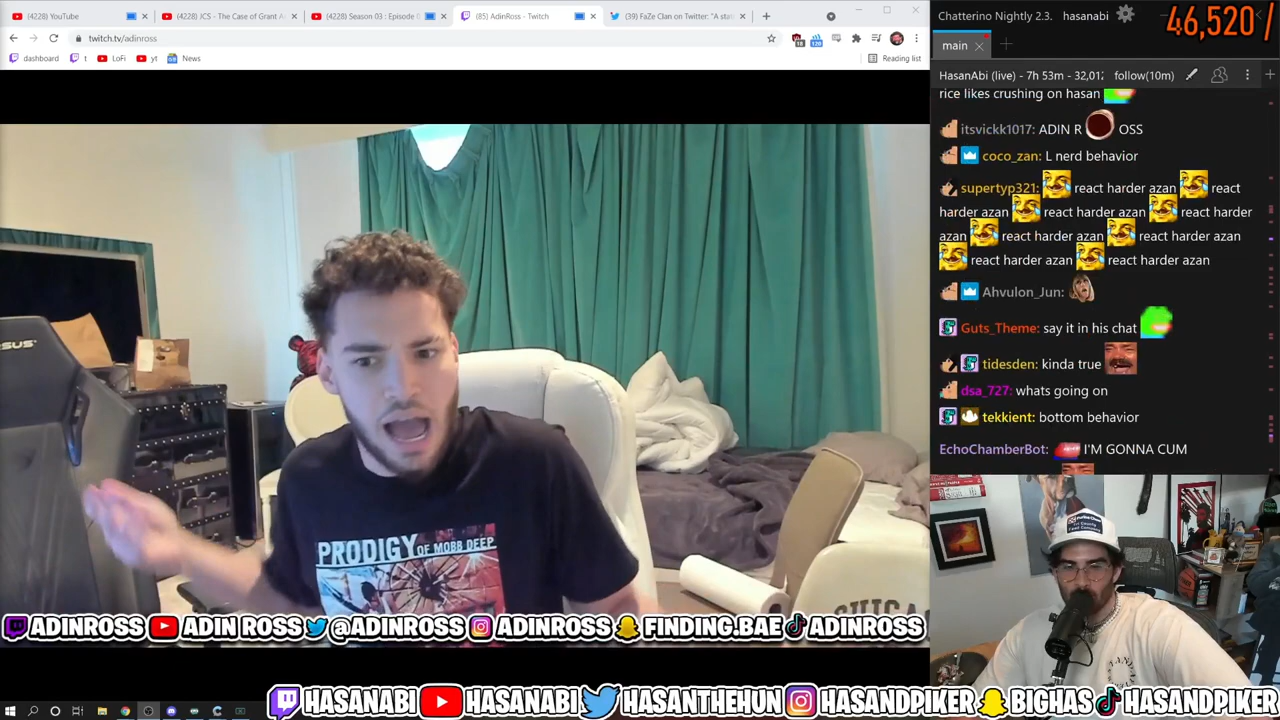 (4228) YouTube
(4228) JCS - The Case of Grant A
(4228) Season 03 : Episode 0
(85) AdinRoss - Twitch
(39) FaZe Clan on Twitter: "A sta
twitch.tv/adinross
18
120
dashboard
t
LoFi
yt
News
Reading list
Chatterino Nightly 2.3.
hasanabi
46,520 /
main
HasanAbi (live) - 7h 53m - 32,012
follow(10m)
rice likes crushing on hasan
itsvickk1017: ADIN R OSS
coco_zan: L nerd behavior
supertyp321: react harder azan react
harder azan react harder azan react harder
azan react harder azan react harder azan
react harder azan react harder azan
Ahvulon_Jun:
Guts_Theme: say it in his chat
tidesden: kinda true
dsa_727: whats going on
tekkient: bottom behavior
EchoChamberBot: I'M GONNA CUM
PRODIGY OF MOBB DEEP
ADINROSS ADIN ROSS @ADINROSS ADINROSS FINDING.BAE ADINROSS
HASANABI HASANABI HASANTHEHUN HASANDPIKER BIGHAS HASANDPIKER